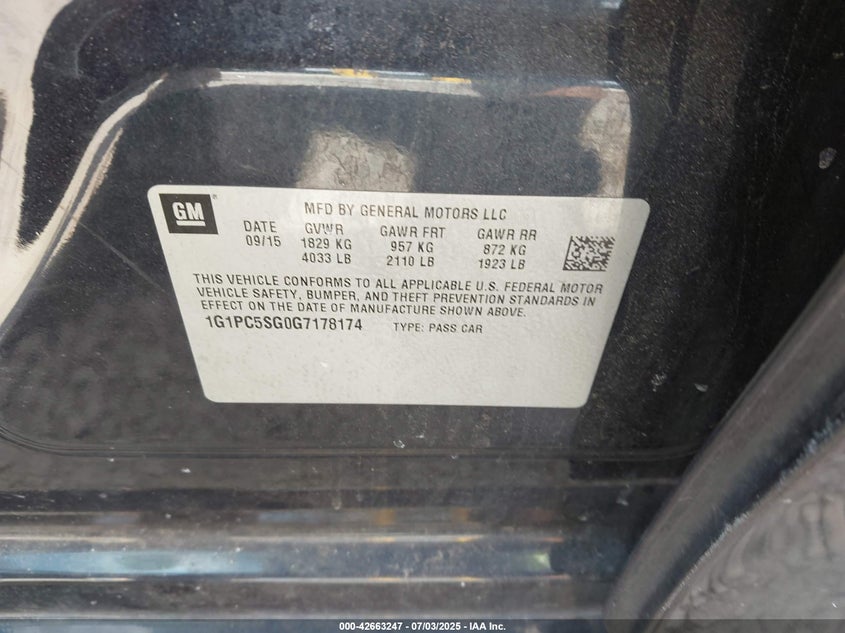 GM
®
MFD BY GENERAL MOTORS LLC
DATE GVWR GAWR FRT GAWR RR
09/15 1829 KG 957 KG 872 KG
4033 LB 2110 LB 1923 LB
THIS VEHICLE CONFORMS TO ALL APPLICABLE U.S. FEDERAL MOTOR
VEHICLE SAFETY, BUMPER, AND THEFT PREVENTION STANDARDS IN
EFFECT ON THE DATE OF MANUFACTURE SHOWN ABOVE.
1G1PC5SG0G7178174 TYPE: PASS CAR
000-42663247 - 07/03/2025 - IAA Inc.